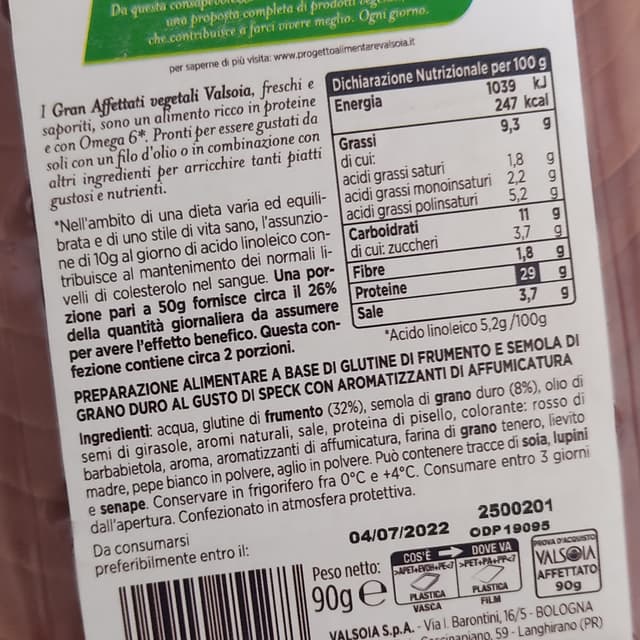 Da questa
una proposta completa di prodotti
che contribuisce a farci vivere meglio. Ogni giorno.
per saperne di più visita: www.progettoalimentarevalsoia.it
I Gran Affettati vegetali Valsoia, freschi e
saporiti, sono un alimento ricco in proteine
e con Omega 6*. Pronti per essere gustati da
soli con un filo d'olio o in combinazione con
altri ingredienti per arricchire tanti piatti
gustosi e nutrienti.
*Nell'ambito di una dieta varia ed equili-
brata e di uno stile di vita sano, l'assunzio-
ne di 10g al giorno di acido linoleico con-
tribuisce al mantenimento dei normali li-
velli di colesterolo nel sangue. Una por-
zione pari a 50g fornisce circa il 26%
della quantità giornaliera da assumere
per avere l'effetto benefico. Questa con-
fezione contiene circa 2 porzioni.
Dichiarazione Nutrizionale per 100 g
Energia 1039 kJ
247 kcal
Grassi 9,3 g
di cui:
acidi grassi saturi 1,8 g
acidi grassi monoinsaturi 2,2 g
acidi grassi polinsaturi 5,2 g
Carboidrati 11 g
di cui: zuccheri 3,7 g
Fibre 1,8 g
Proteine 29 g
Sale 3,7 g
*Acido linoleico 5,2g/100g
PREPARAZIONE ALIMENTARE A BASE DI GLUTINE DI FRUMENTO E SEMOLA DI
GRANO DURO AL GUSTO DI SPECK CON AROMATIZZANTI DI AFFUMICATURA
Ingredienti: acqua, glutine di frumento (32%), semola di grano duro (8%), olio di
semi di girasole, aromi naturali, sale, proteina di pisello, colorante: rosso di
barbabietola, aroma, aromatizzanti di affumicatura, farina di grano tenero, lievito
madre, pepe bianco in polvere, aglio in polvere. Può contenere tracce di soia, lupini
e senape. Conservare in frigorifero fra 0°C e +4°C. Consumare entro 3 giorni
dall'apertura. Confezionato in atmosfera protettiva.
Da consumarsi
preferibilmente entro il:
04/07/2022
2500201
ODP19095
Peso netto:
90g e
COS'È DOVE VA
>APET+EVOH+PE<7 >PET+PA+PP<7
PLASTICA PLASTICA
VASCA FILM
PROVA D'ACQUISTO
VALSOIA
AFFETTATO
90g
VALSOIA S.p.A. - Via I. Barontini, 16/5 - BOLOGNA
59 - Langhirano (PR)